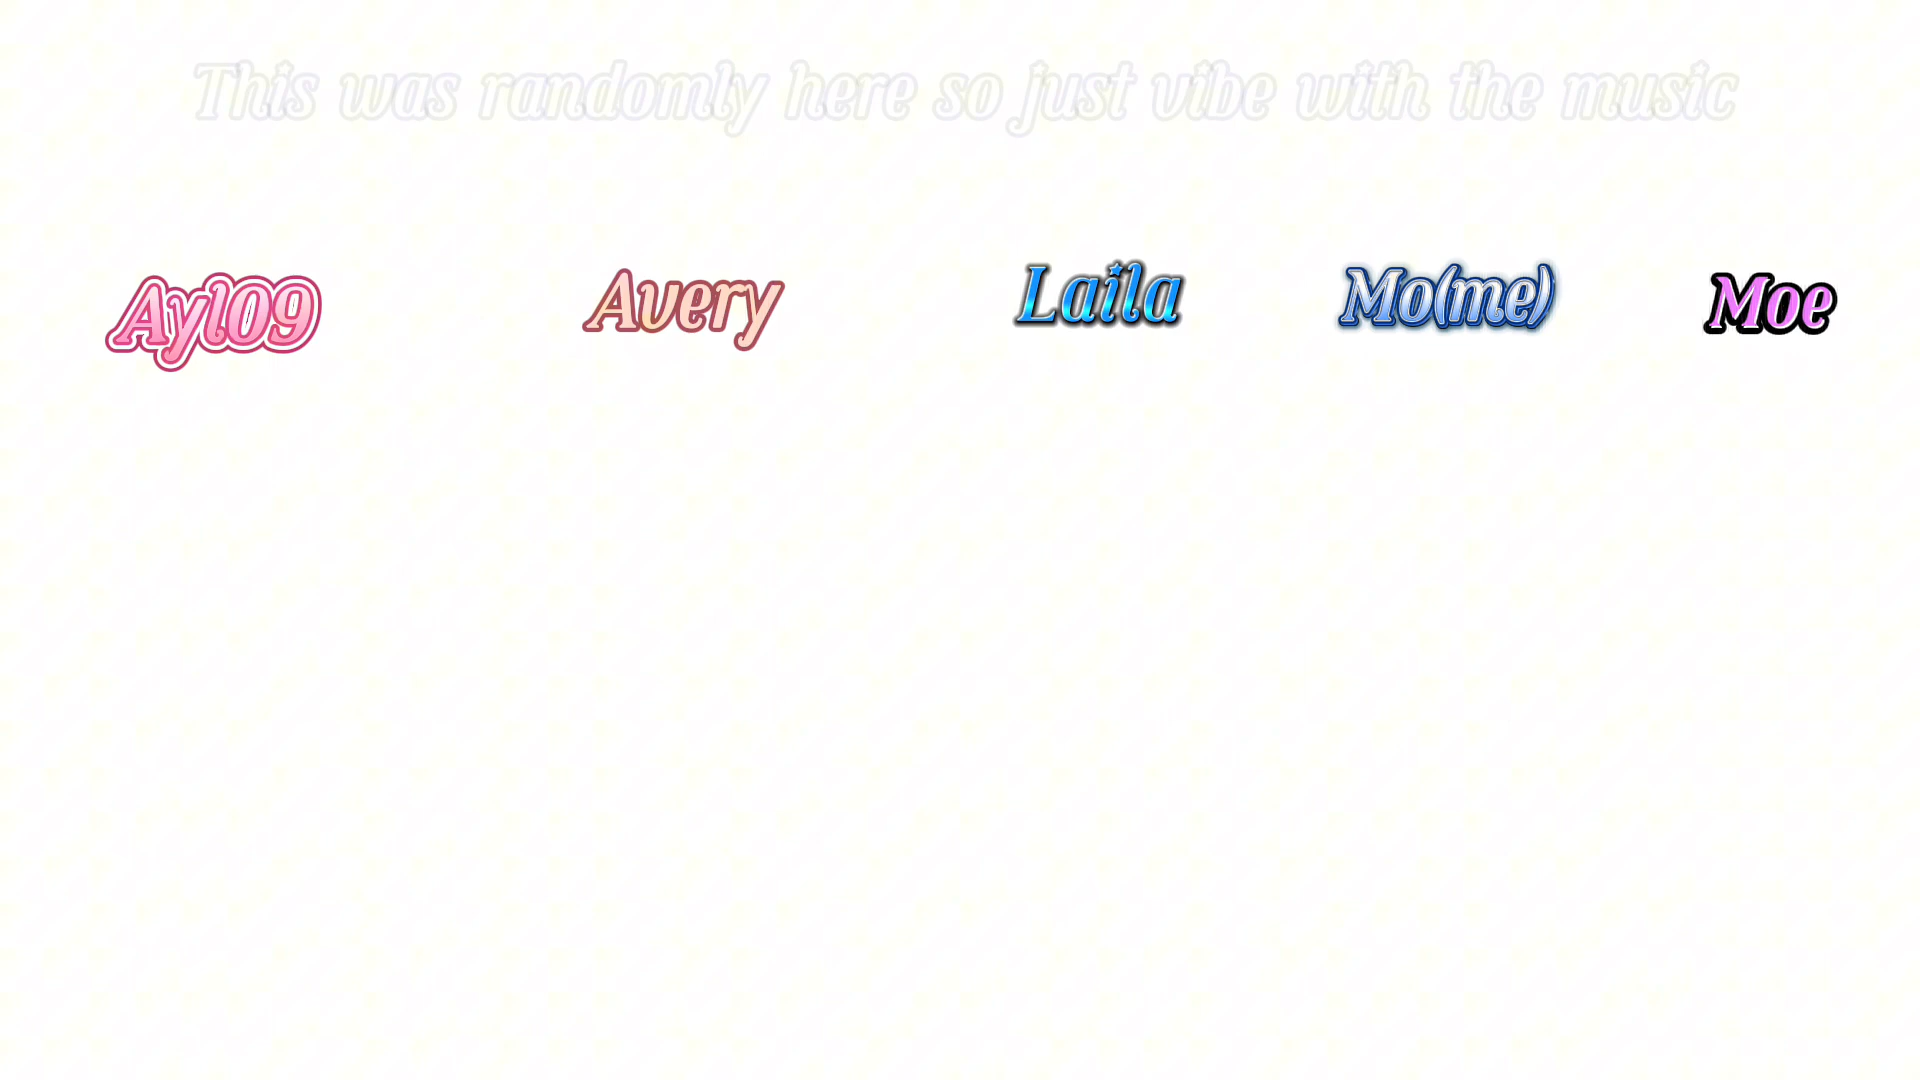 This was randomly here so just vibe with the music
Ayl09 Avery Laila Mo(me) Moe